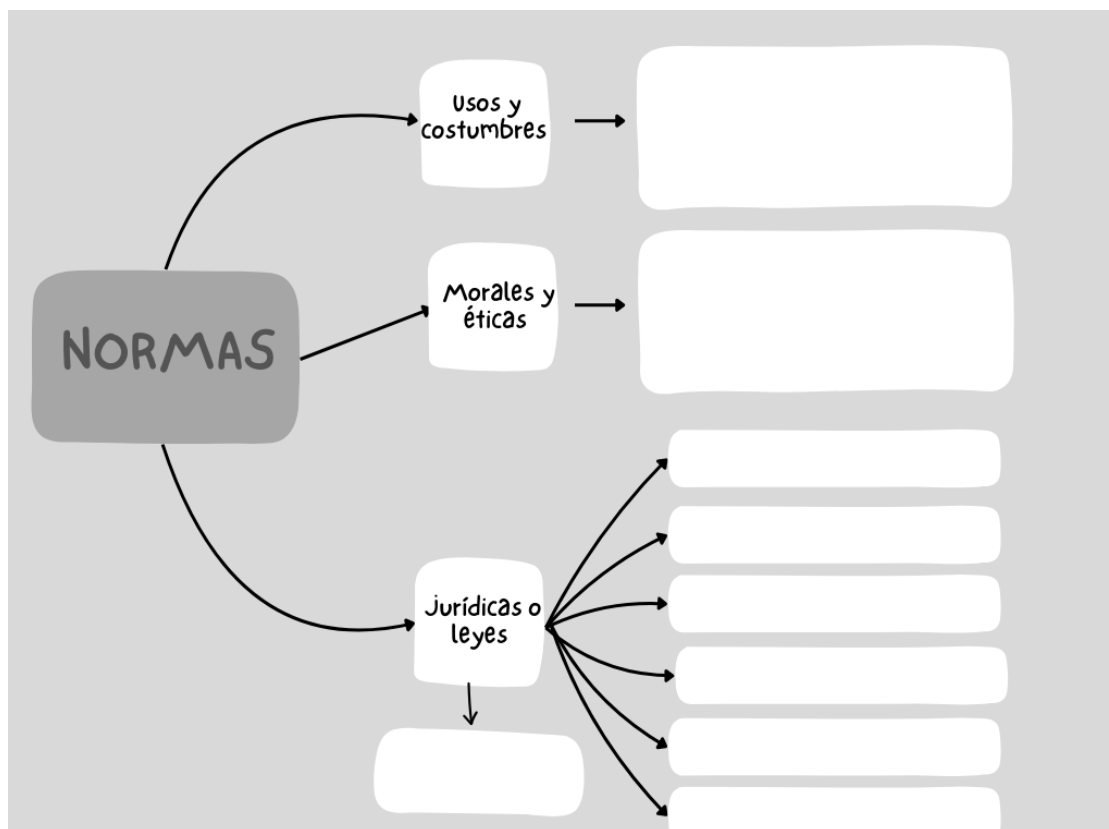 Usos y
costumbres
Morales y
éticas
NORMAS
Jurídicas o
leyes